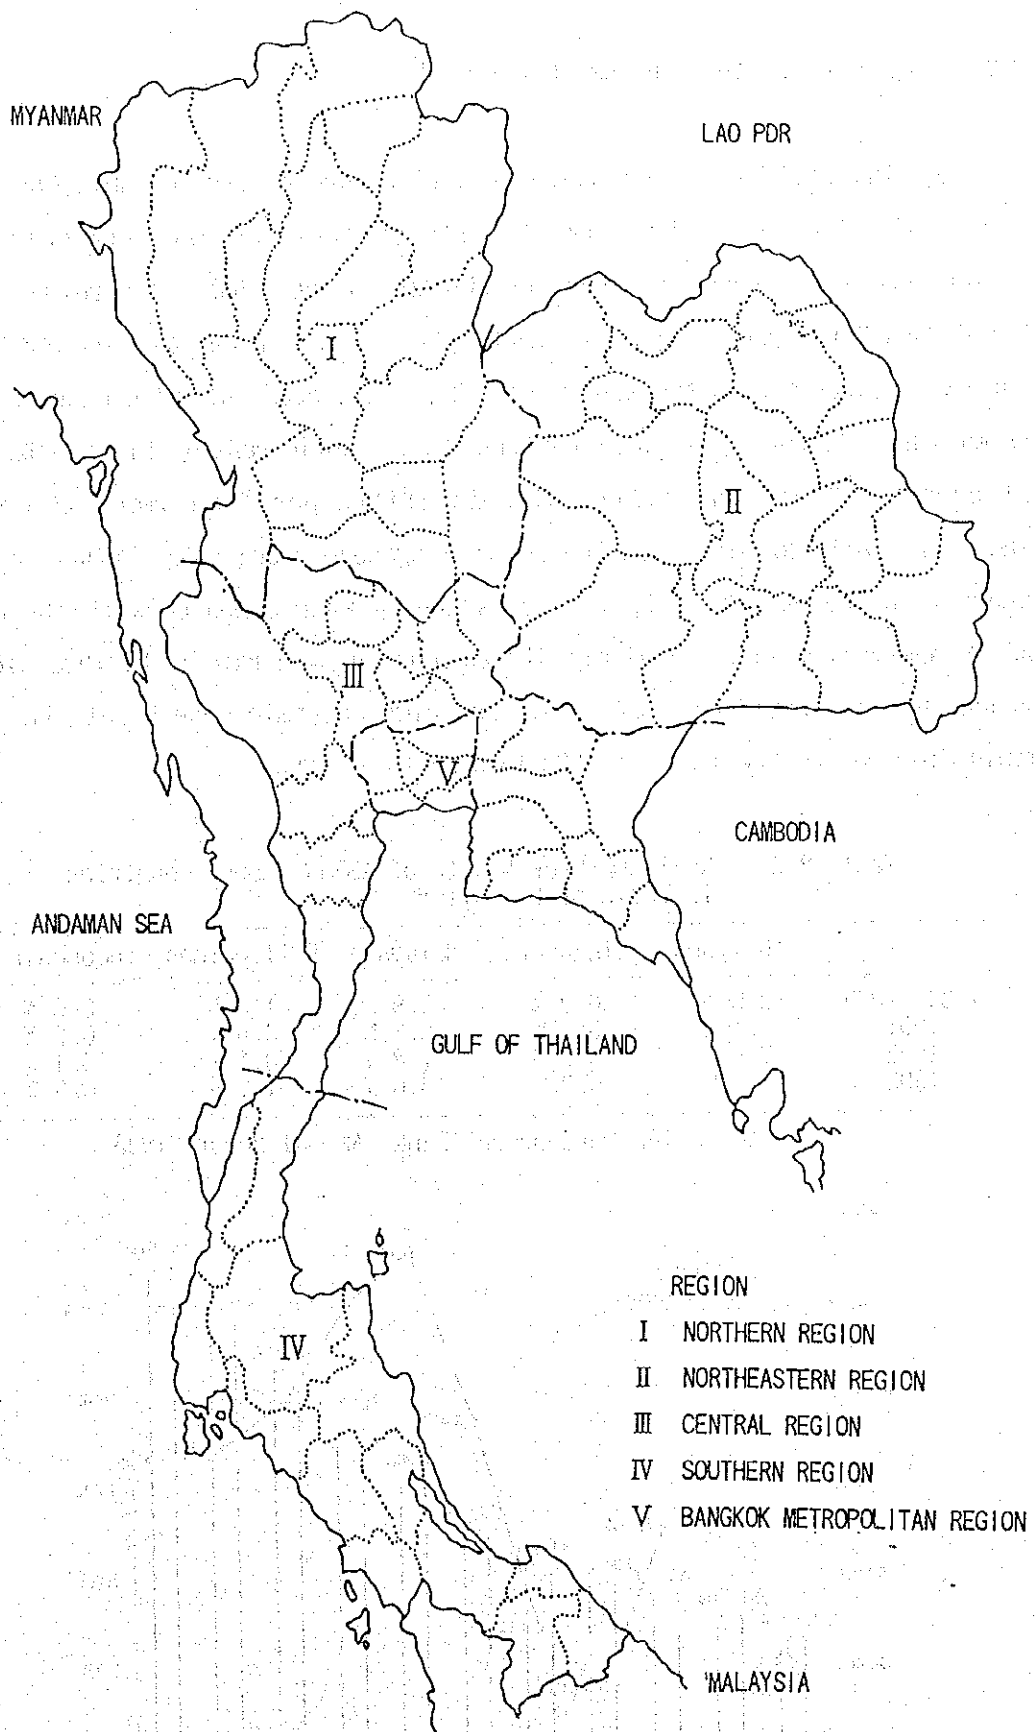 MYANMAR
LAO PDR
I
II
III
V
CAMBODIA
ANDAMAN SEA
GULF OF THAILAND
IV
REGION
I NORTHERN REGION
II NORTHEASTERN REGION
III CENTRAL REGION
IV SOUTHERN REGION
V BANGKOK METROPOLITAN REGION
MALAYSIA